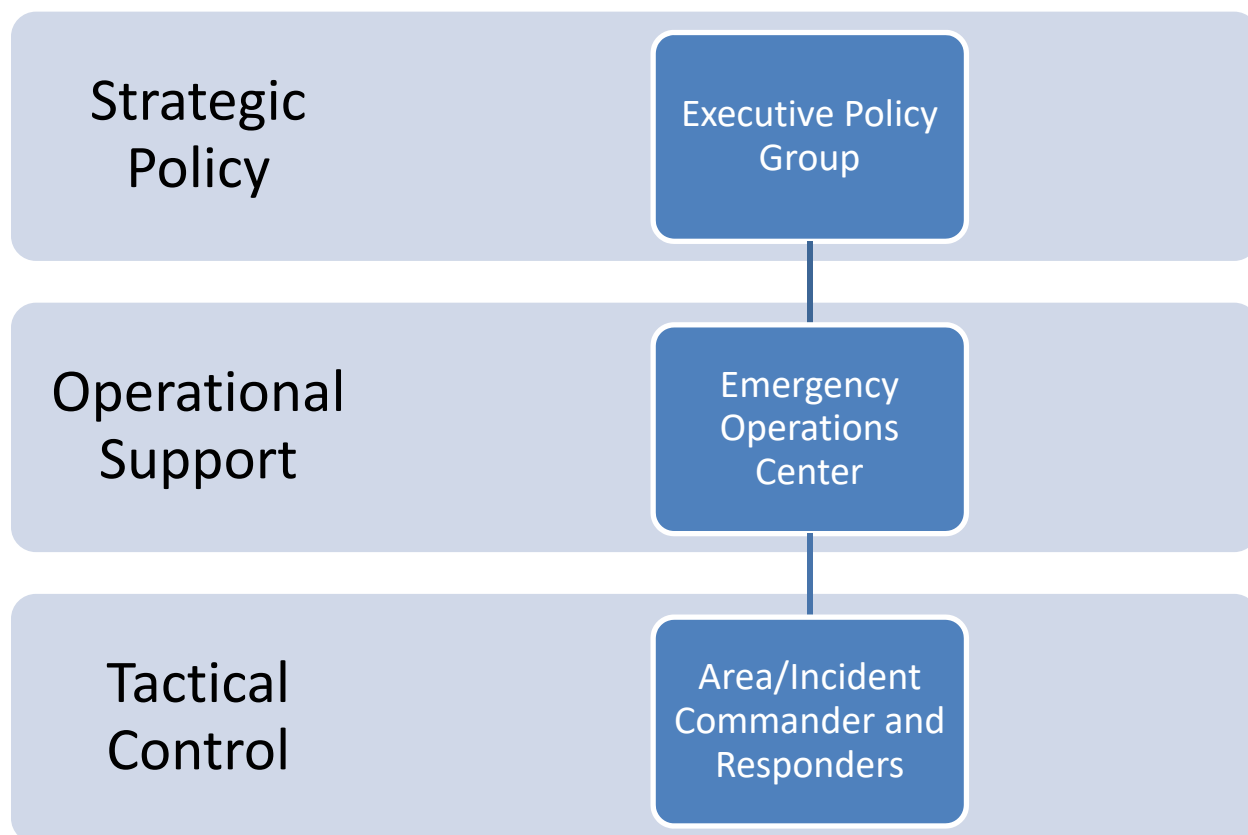 Strategic
Policy
Executive Policy
Group
Operational
Support
Emergency
Operations
Center
Tactical
Control
Area/Incident
Commander and
Responders